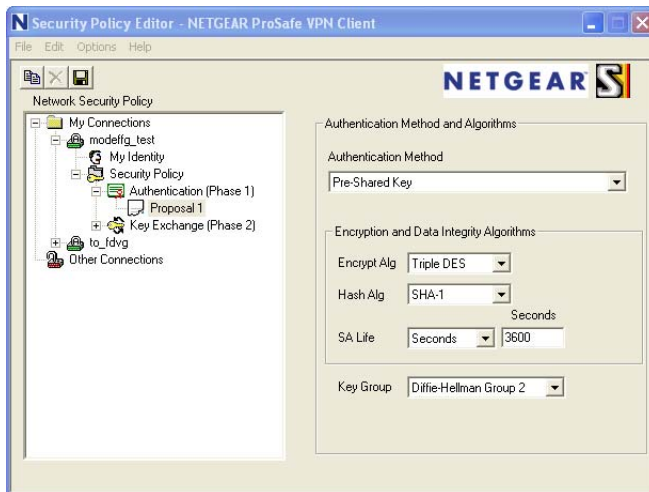 N Security Policy Editor - NETGEAR ProSafe VPN Client
File Edit Options Help
NETGEAR S
Network Security Policy
My Connections
modeffg_test
My Identity
Security Policy
Authentication (Phase 1)
Proposal 1
Key Exchange (Phase 2)
to_fdvg
Other Connections
Authentication Method and Algorithms
Authentication Method
Pre-Shared Key
Encryption and Data Integrity Algorithms
Encrypt Alg Triple DES
Hash Alg SHA-1
Seconds
SA Life Seconds 3600
Key Group Diffie-Hellman Group 2